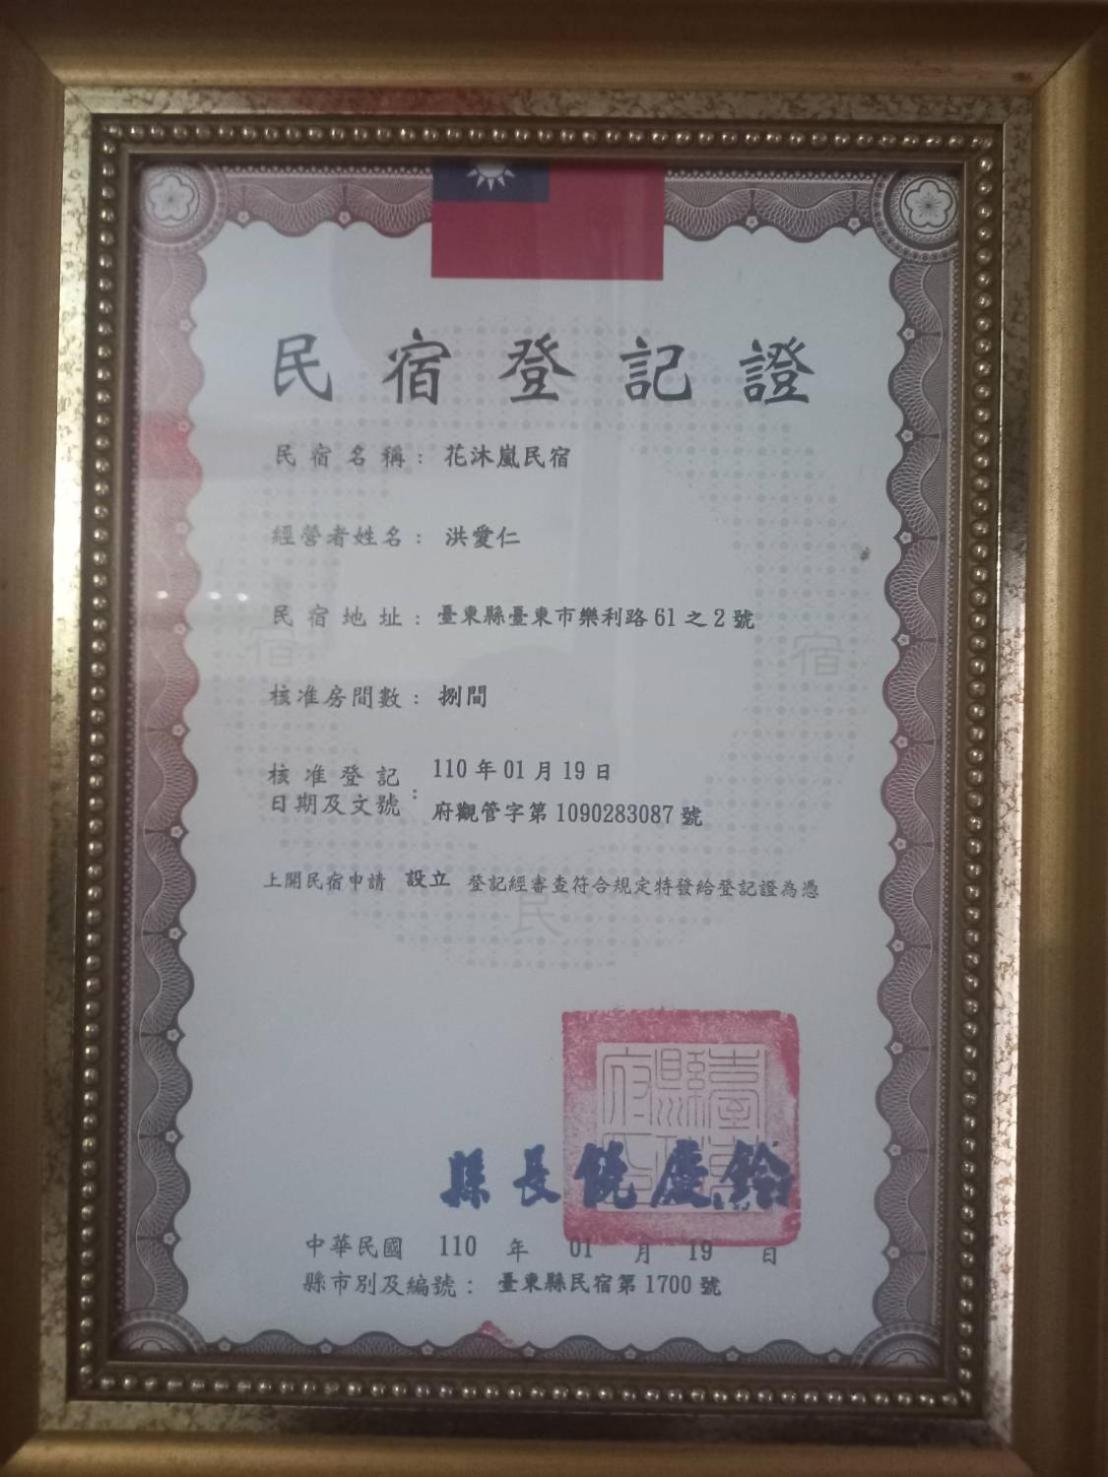 民宿登記證
民宿名稱：花沐嵐民宿
經營者姓名：洪愛仁
民宿地址：臺東縣臺東市樂利路61之2號
核准房間數：捌間
核准登記日期及文號：110年01月19日
府觀管字第1090283087號
上開民宿申請 設立 登記經審查符合規定特發給登記證為憑
宿
宿
民
縣長饒慶鈴
中華民國 110 年 01 月 19 日
縣市別及編號：臺東縣民宿第1700號